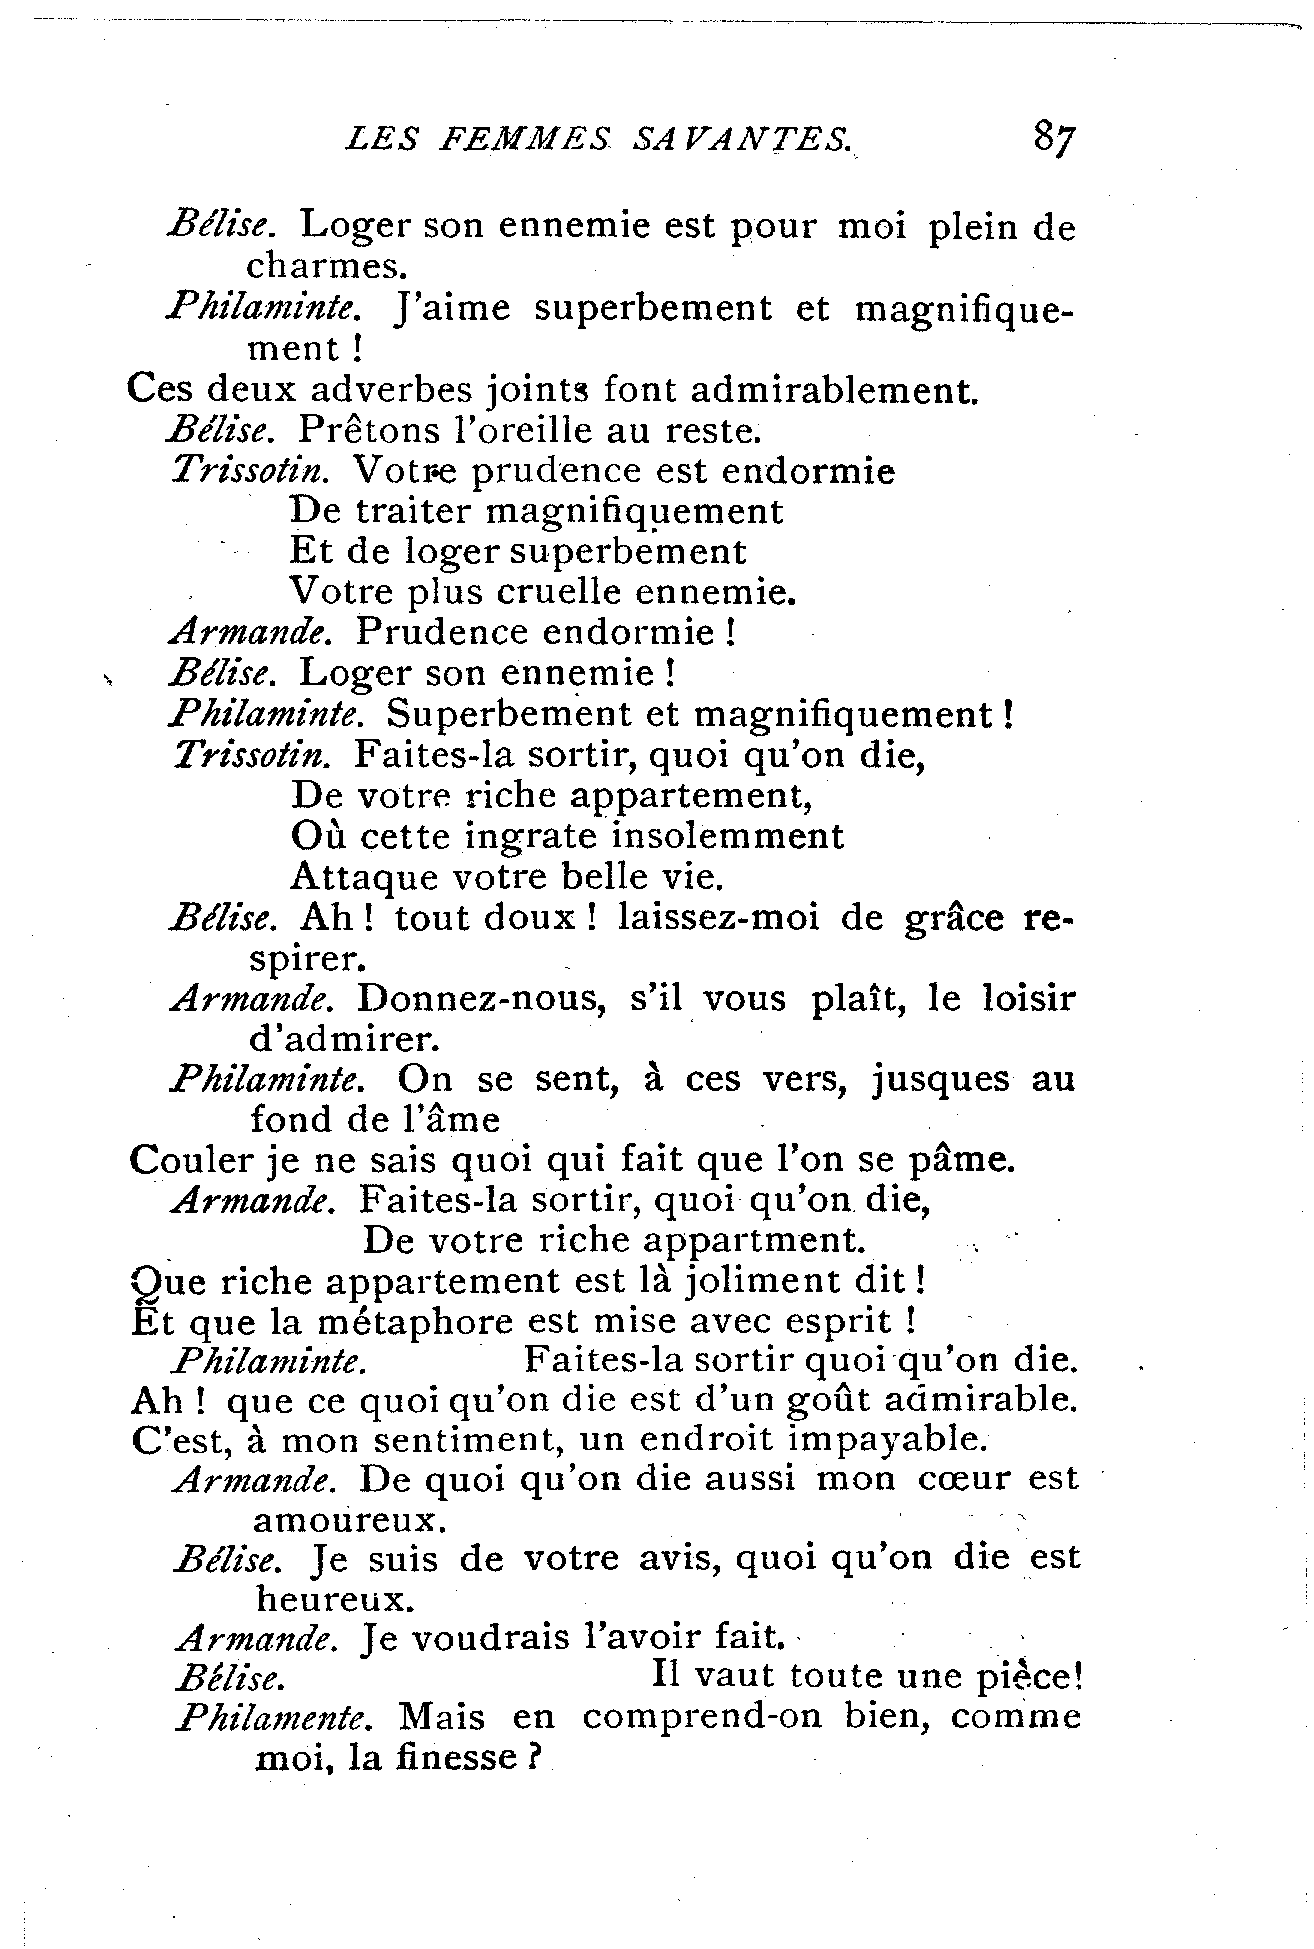 LES FEMMES SAVANTES. 87
Bélise. Loger son ennemie est pour moi plein de
charmes.
Philaminte. J'aime superbement et magnifique-
ment !
Ces deux adverbes joints font admirablement.
Bélise. Prêtons l'oreille au reste.
Trissotin. Votre prudence est endormie
De traiter magnifiquement
Et de loger superbement
Votre plus cruelle ennemie.
Armande. Prudence endormie !
Bélise. Loger son ennemie !
Philaminte. Superbement et magnifiquement !
Trissotin. Faites-la sortir, quoi qu'on die,
De votre riche appartement,
Où cette ingrate insolemment
Attaque votre belle vie.
Bélise. Ah ! tout doux ! laissez-moi de grâce re-
spirer.
Armande. Donnez-nous, s'il vous plaît, le loisir
d'admirer.
Philaminte. On se sent, à ces vers, jusques au
fond de l'âme
Couler je ne sais quoi qui fait que l'on se pâme.
Armande. Faites-la sortir, quoi qu'on die,
De votre riche appartment.
Que riche appartement est là joliment dit !
Et que la métaphore est mise avec esprit !
Philaminte. Faites-la sortir quoi qu'on die.
Ah ! que ce quoi qu'on die est d'un goût admirable.
C'est, à mon sentiment, un endroit impayable.
Armande. De quoi qu'on die aussi mon cœur est
amoureux.
Bélise. Je suis de votre avis, quoi qu'on die est
heureux.
Armande. Je voudrais l'avoir fait.
Bélise. Il vaut toute une pièce!
Philamente. Mais en comprend-on bien, comme
moi, la finesse ?